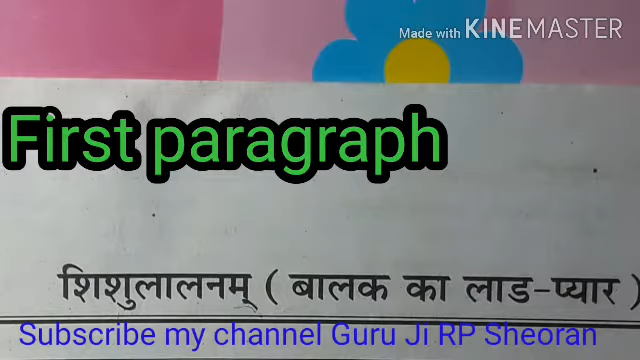 Made with KINEMASTER
First paragraph
शिशुलालनम् ( बालक का लाड-प्यार )
Subscribe my channel Guru Ji RP Sheoran